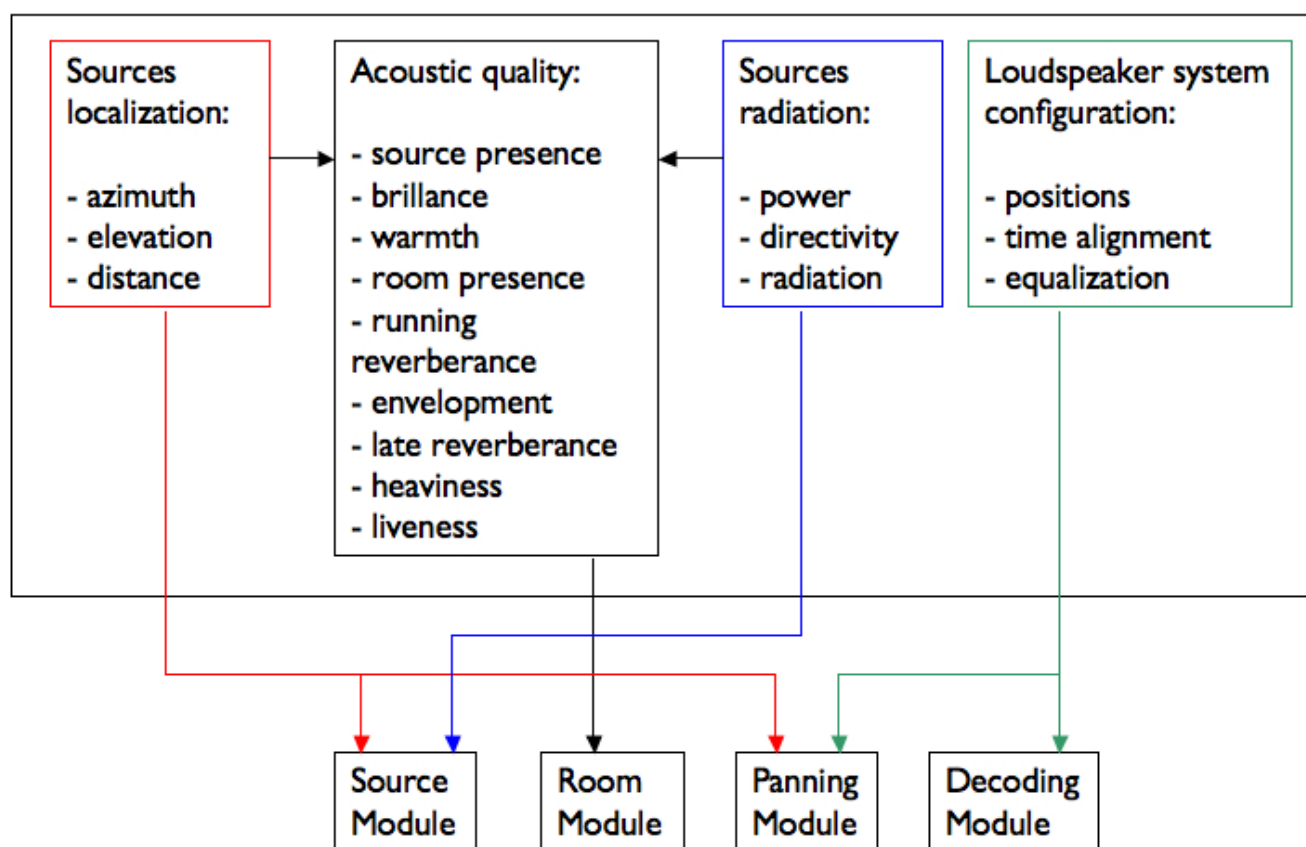 Sources
localization:
- azimuth
- elevation
- distance
Acoustic quality:
- source presence
- brillance
- warmth
- room presence
- running
reverberance
- envelopment
- late reverberance
- heaviness
- liveness
Sources
radiation:
- power
- directivity
- radiation
Loudspeaker system
configuration:
- positions
- time alignment
- equalization
Source
Module
Room
Module
Panning
Module
Decoding
Module